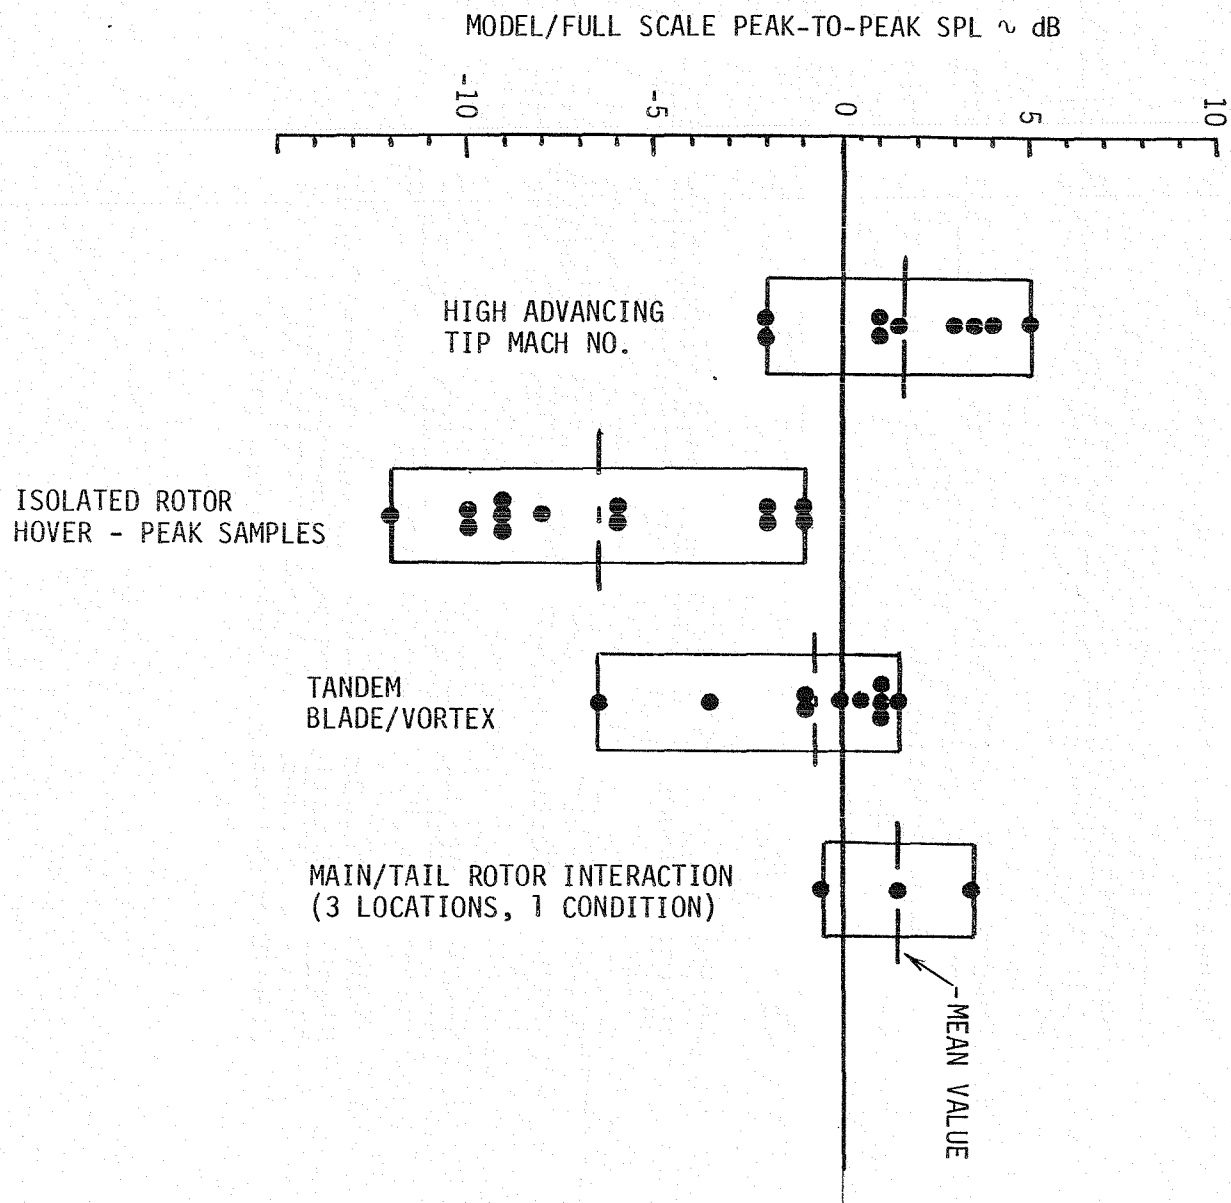 MODEL/FULL SCALE PEAK-TO-PEAK SPL ~ dB
-10
-5
0
5
10
HIGH ADVANCING
TIP MACH NO.
ISOLATED ROTOR
HOVER - PEAK SAMPLES
TANDEM
BLADE/VORTEX
MAIN/TAIL ROTOR INTERACTION
(3 LOCATIONS, 1 CONDITION)
-MEAN VALUE